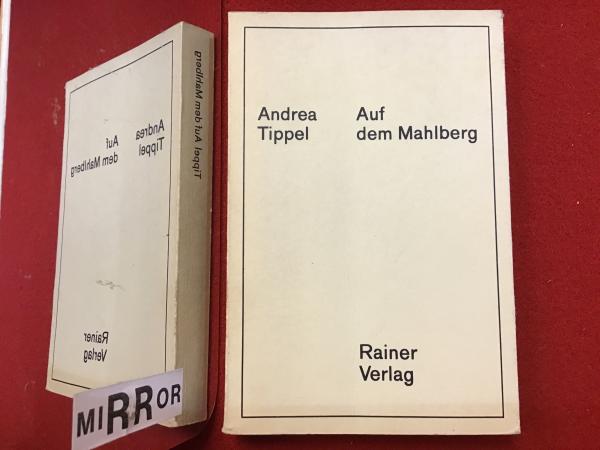 Andrea
Tippel
Auf
dem Mahlberg
Rainer
Verlag
Tippel Auf dem Mahlberg
Andrea
Tippel
Auf
dem Mahlberg
Rainer
Verlag
MiRRoR